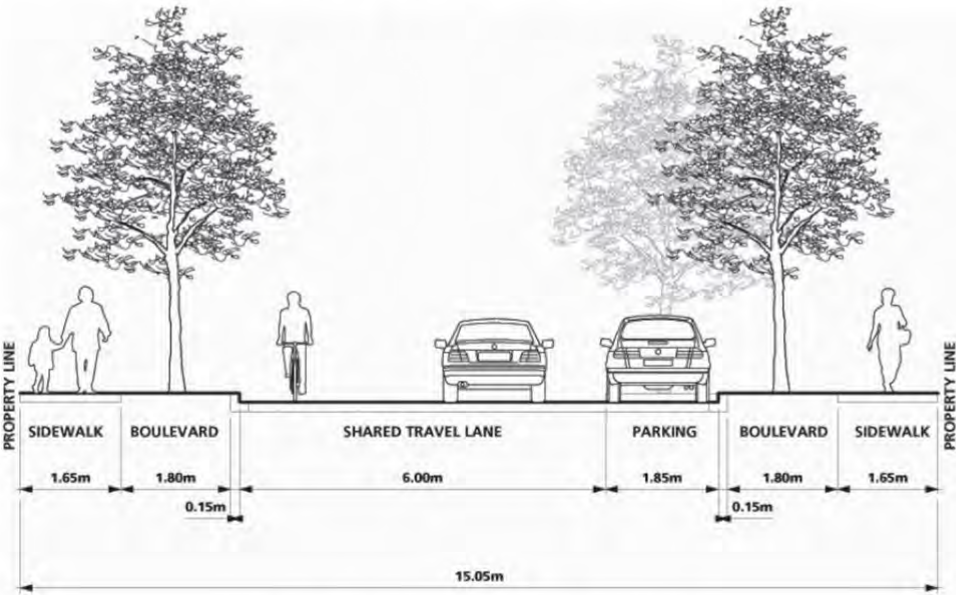 PROPERTY LINE
PROPERTY LINE
SIDEWALK BOULEVARD SHARED TRAVEL LANE PARKING BOULEVARD SIDEWALK
1.65m 1.80m 6.00m 1.85m 1.80m 1.65m
0.15m 0.15m
15.05m